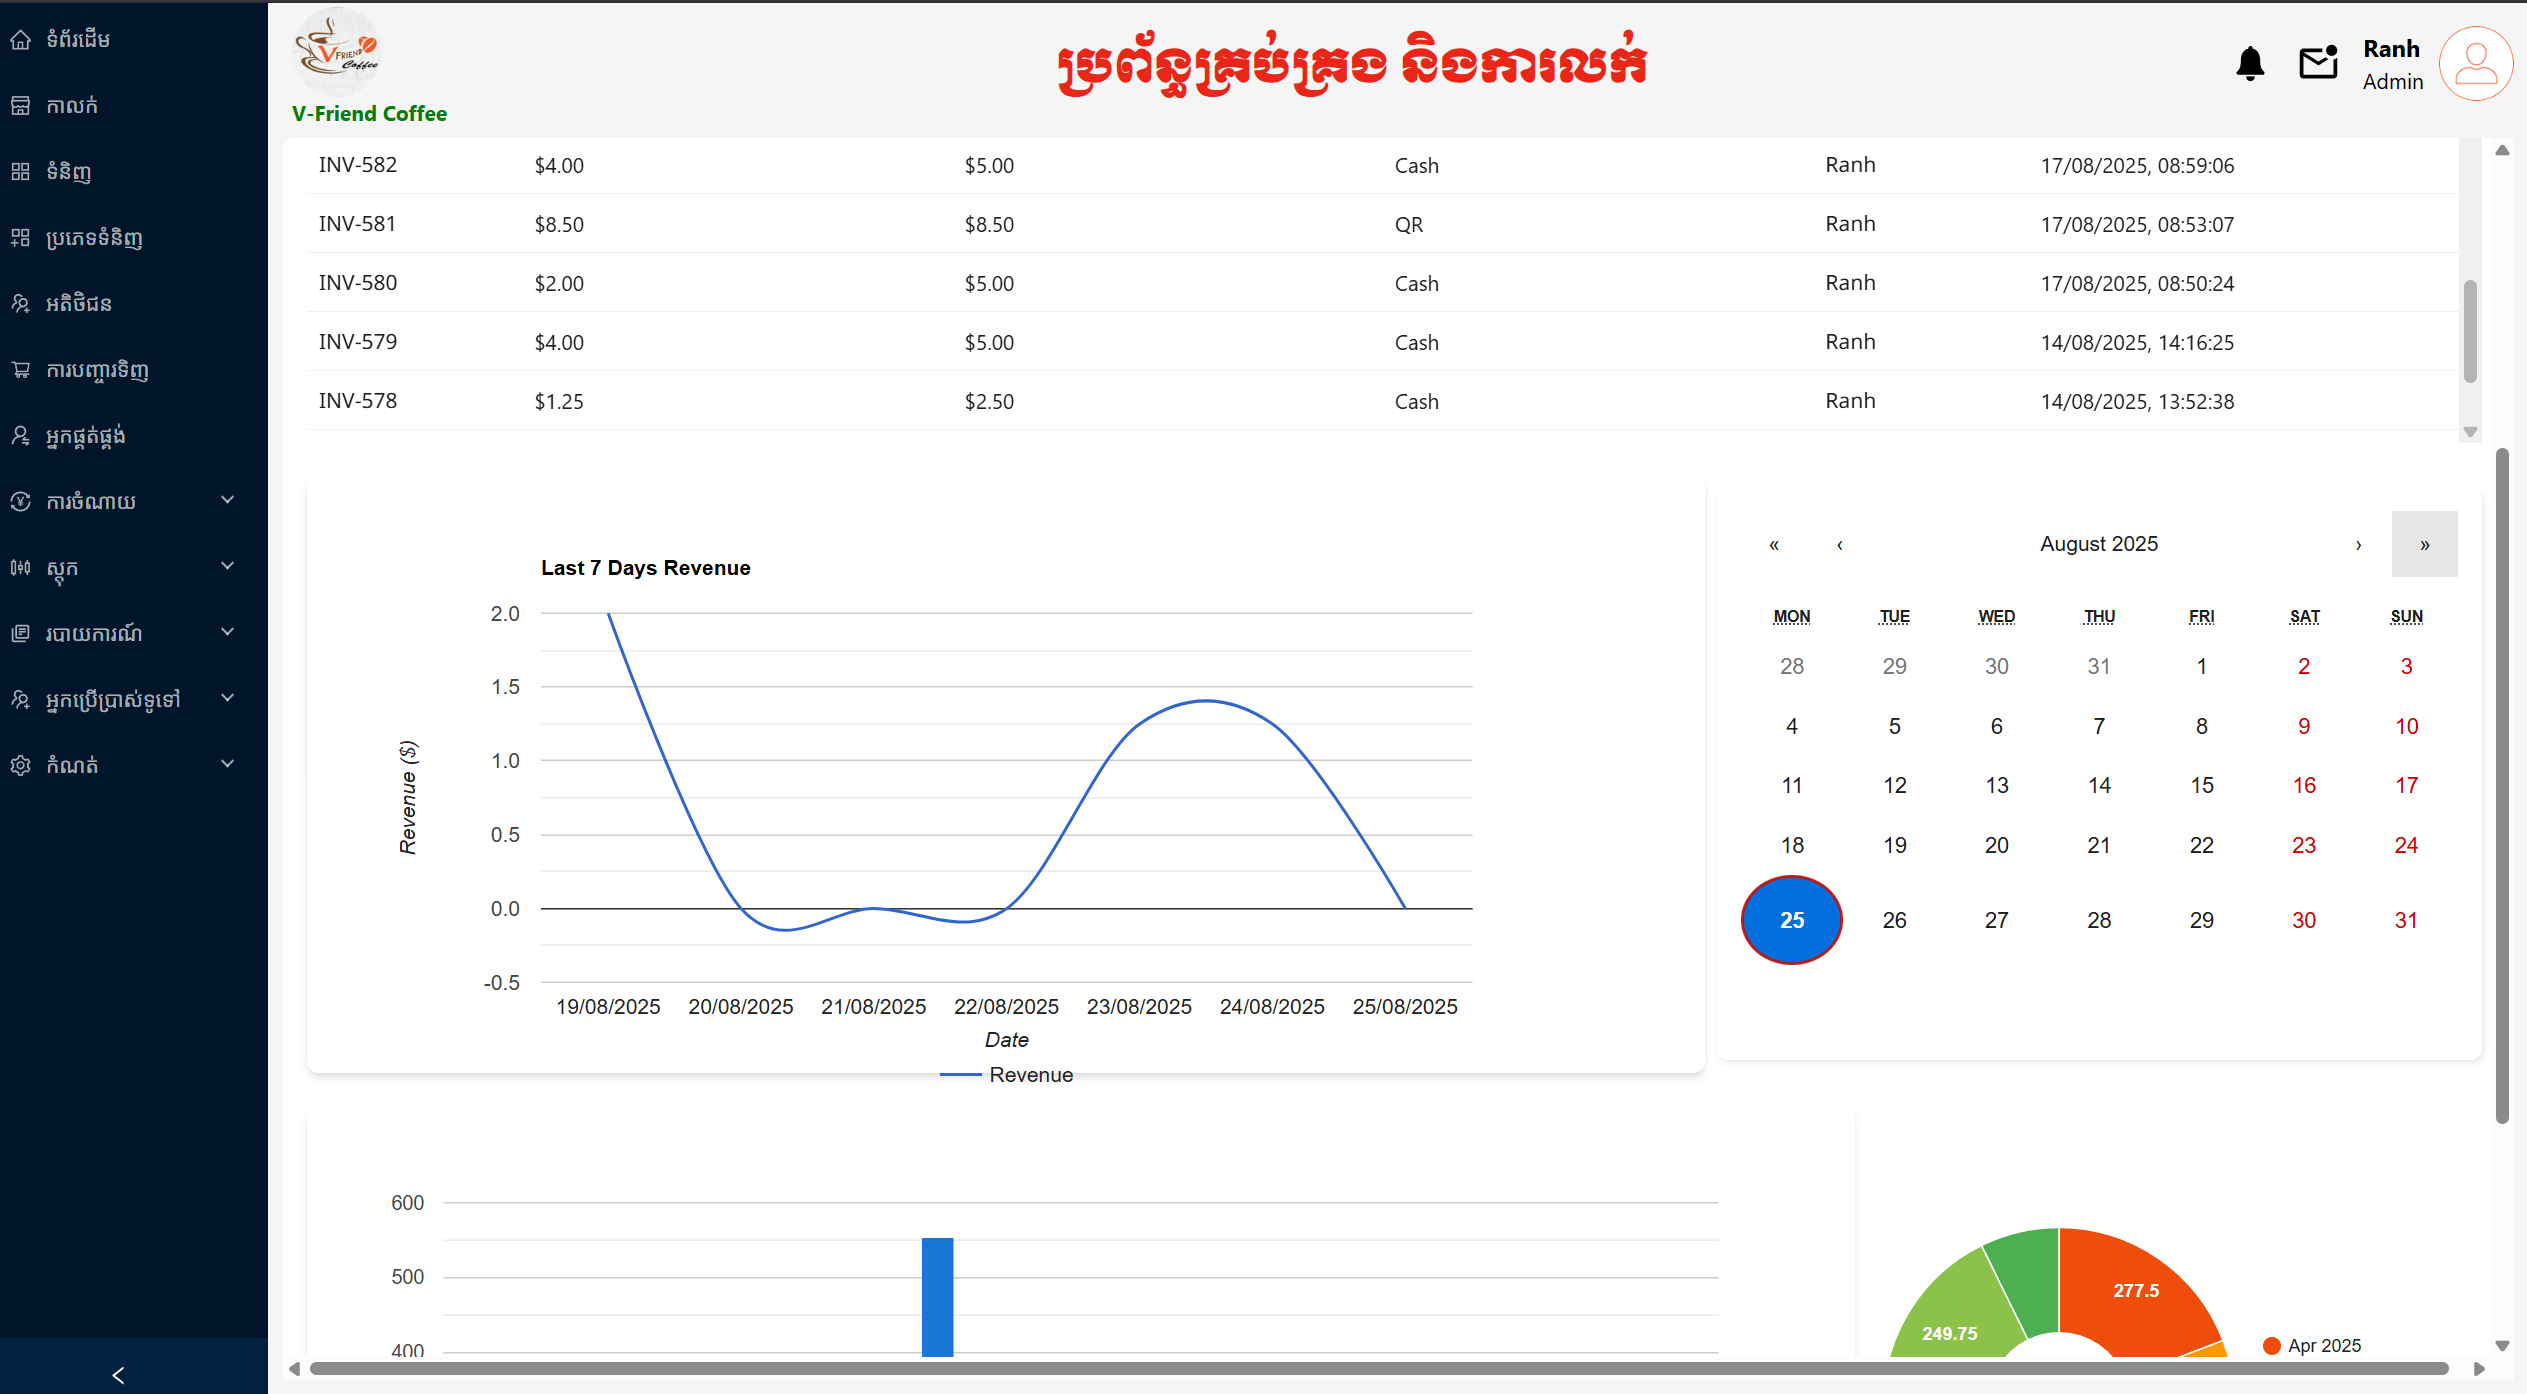 ទំព័រដើម
កាលក់
ទំនិញ
ប្រភេទទំនិញ
អតិថិជន
ការបញ្ចារទិញ
អ្នកផ្គត់ផ្គង់
ការចំណាយ
ស្តុក
របាយការណ៍
អ្នកប្រើប្រាស់ទូទៅ
កំណត់
V FRIEND
Coffee
V-Friend Coffee
ប្រព័ន្ធគ្រប់គ្រង និងការលក់
Ranh
Admin
INV-582 $4.00 $5.00 Cash Ranh 17/08/2025, 08:59:06
INV-581 $8.50 $8.50 QR Ranh 17/08/2025, 08:53:07
INV-580 $2.00 $5.00 Cash Ranh 17/08/2025, 08:50:24
INV-579 $4.00 $5.00 Cash Ranh 14/08/2025, 14:16:25
INV-578 $1.25 $2.50 Cash Ranh 14/08/2025, 13:52:38
Last 7 Days Revenue
2.0
1.5
1.0
0.5
0.0
-0.5
Revenue ($)
19/08/2025 20/08/2025 21/08/2025 22/08/2025 23/08/2025 24/08/2025 25/08/2025
Date
Revenue
« ‹ August 2025 › »
MON TUE WED THU FRI SAT SUN
28 29 30 31 1 2 3
4 5 6 7 8 9 10
11 12 13 14 15 16 17
18 19 20 21 22 23 24
25 26 27 28 29 30 31
600
500
400
277.5
249.75
Apr 2025